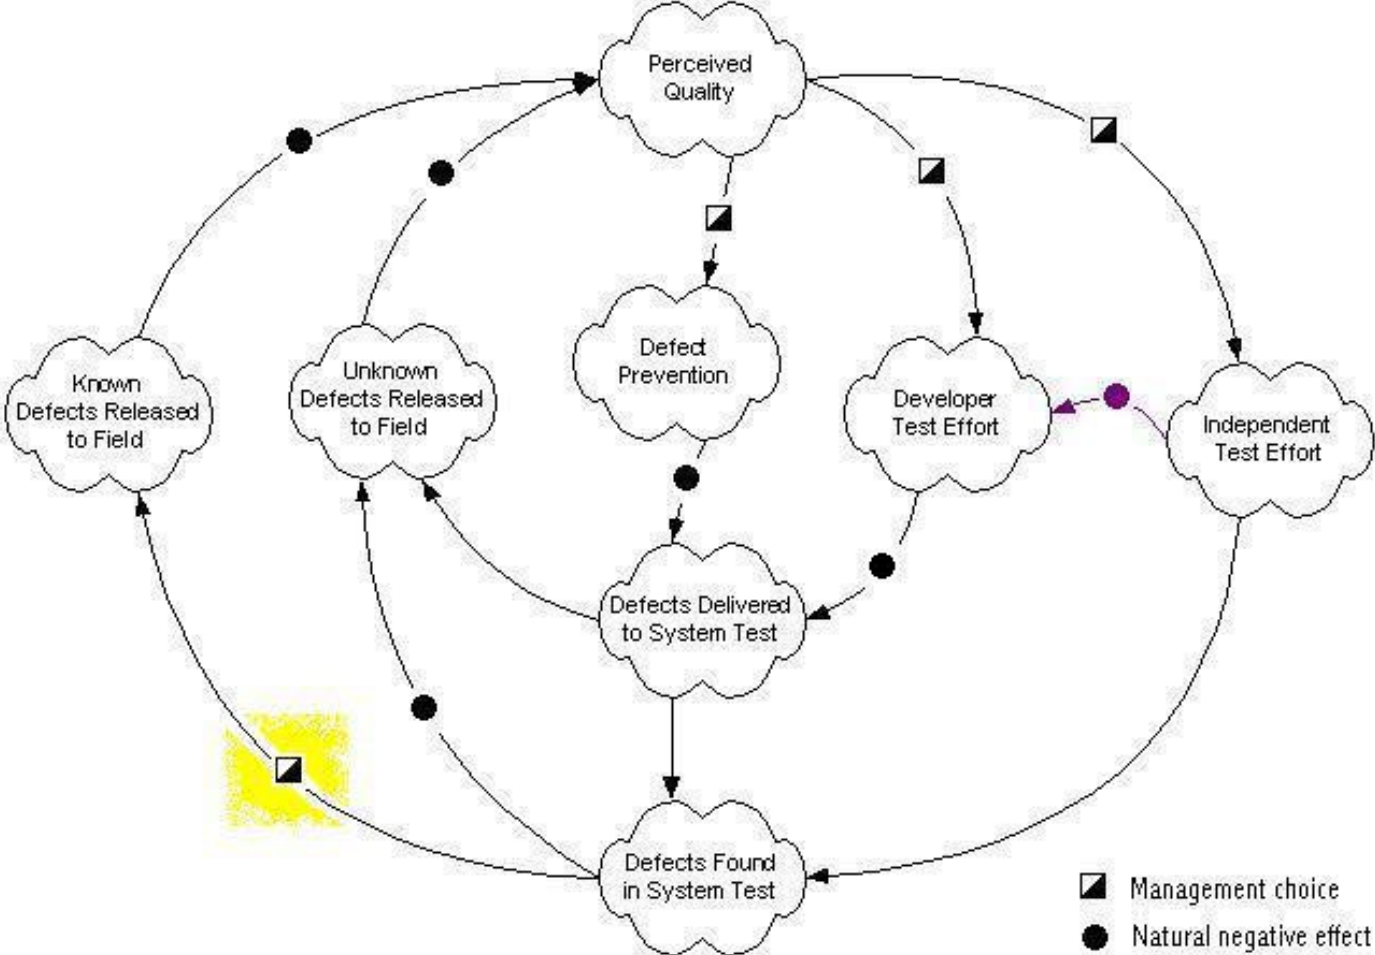 Perceived
Quality
Defect
Prevention
Known
Defects Released
to Field
Unknown
Defects Released
to Field
Developer
Test Effort
Independent
Test Effort
Defects Delivered
to System Test
Defects Found
in System Test
Management choice
Natural negative effect